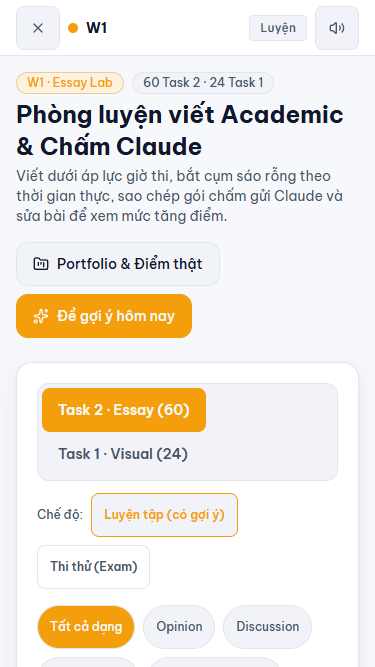 W1
Luyện
W1 · Essay Lab
60 Task 2 · 24 Task 1
Phòng luyện viết Academic
& Chấm Claude
Viết dưới áp lực giờ thi, bắt cụm sáo rỗng theo
thời gian thực, sao chép gói chấm gửi Claude và
sửa bài để xem mức tăng điểm.
Portfolio & Điểm thật
Đề gợi ý hôm nay
Task 2 · Essay (60)
Task 1 · Visual (24)
Chế độ:
Luyện tập (có gợi ý)
Thi thử (Exam)
Tất cả dạng
Opinion
Discussion